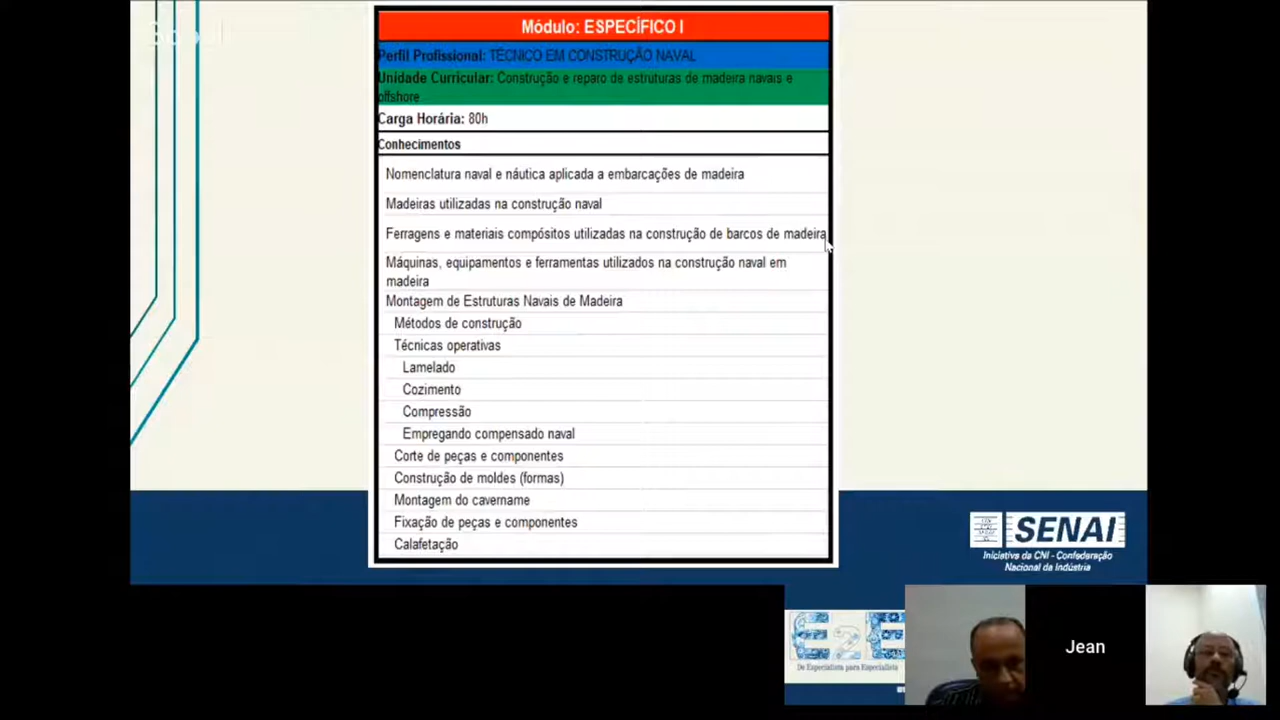 Módulo: ESPECÍFICO I
Perfil Profissional: TÉCNICO EM CONSTRUÇÃO NAVAL
Unidade Curricular: Construção e reparo de estruturas de madeira navais e
offshore
Carga Horária: 80h
Conhecimentos
Nomenclatura naval e náutica aplicada a embarcações de madeira
Madeiras utilizadas na construção naval
Ferragens e materiais compósitos utilizadas na construção de barcos de madeira
Máquinas, equipamentos e ferramentas utilizados na construção naval em
madeira
Montagem de Estruturas Navais de Madeira
Métodos de construção
Técnicas operativas
Lamelado
Cozimento
Compressão
Empregando compensado naval
Corte de peças e componentes
Construção de moldes (formas)
Montagem do cavername
Fixação de peças e componentes
Calafetação
SENAI
Iniciativa da CNI - Confederação
Nacional da Indústria
E2E
De Especialista para Especialista
Jean